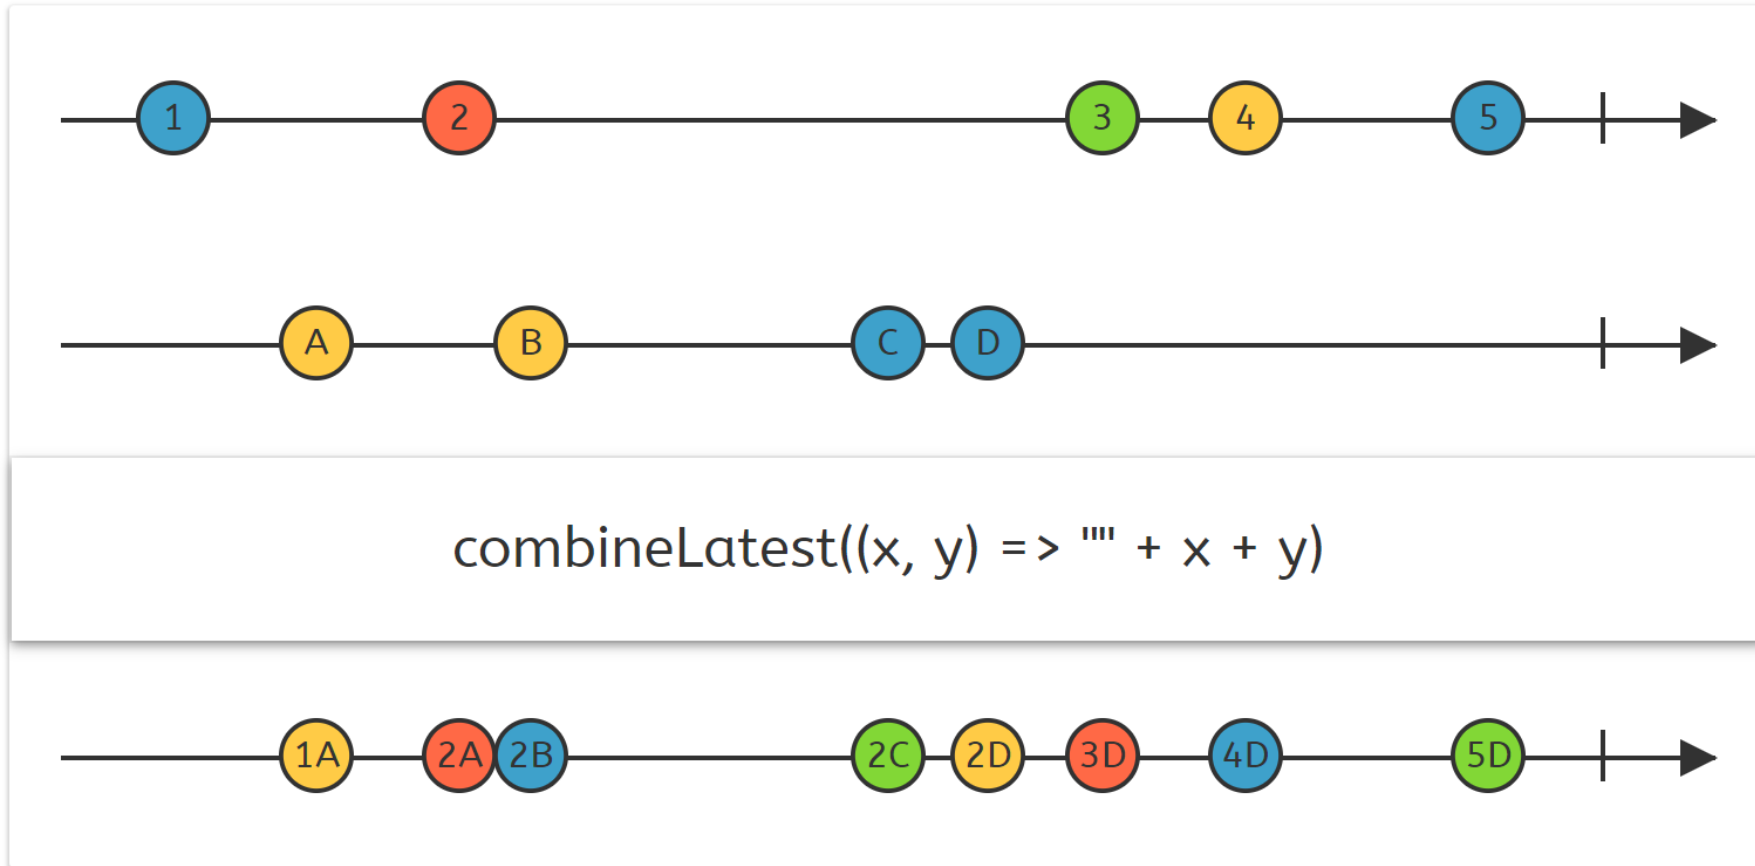 1 2 3 4 5
A B C D
combineLatest((x, y) => "" + x + y)
1A 2A 2B 2C 2D 3D 4D 5D